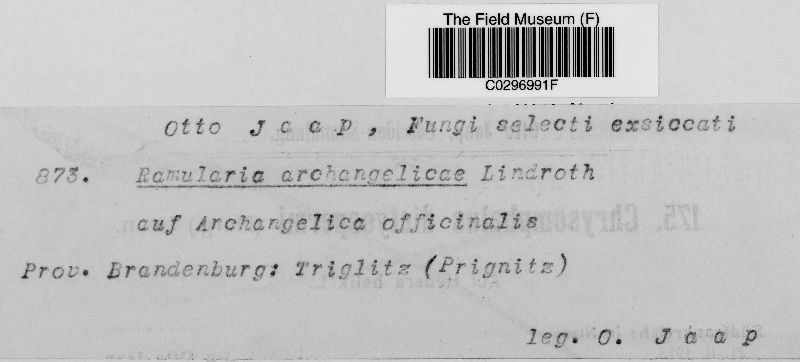 The Field Museum (F)
C0296991F
Otto Jaap, Fungi selecti exsiccati
873. Ramularia archangelicae Lindroth
auf Archangelica officinalis
Prov. Brandenburg: Triglitz (Prignitz)
leg. O. Jaap